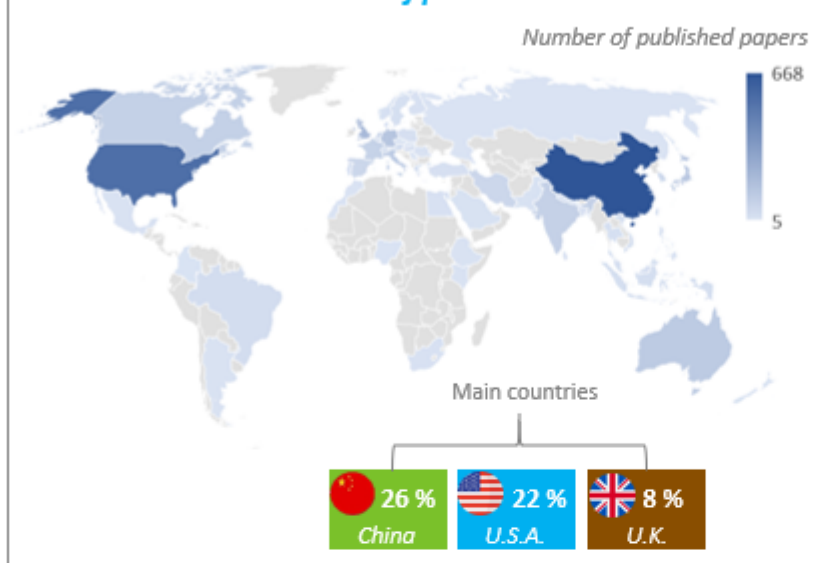 Number of published papers
668
5
Main countries
26 %
China
22 %
U.S.A.
8 %
U.K.